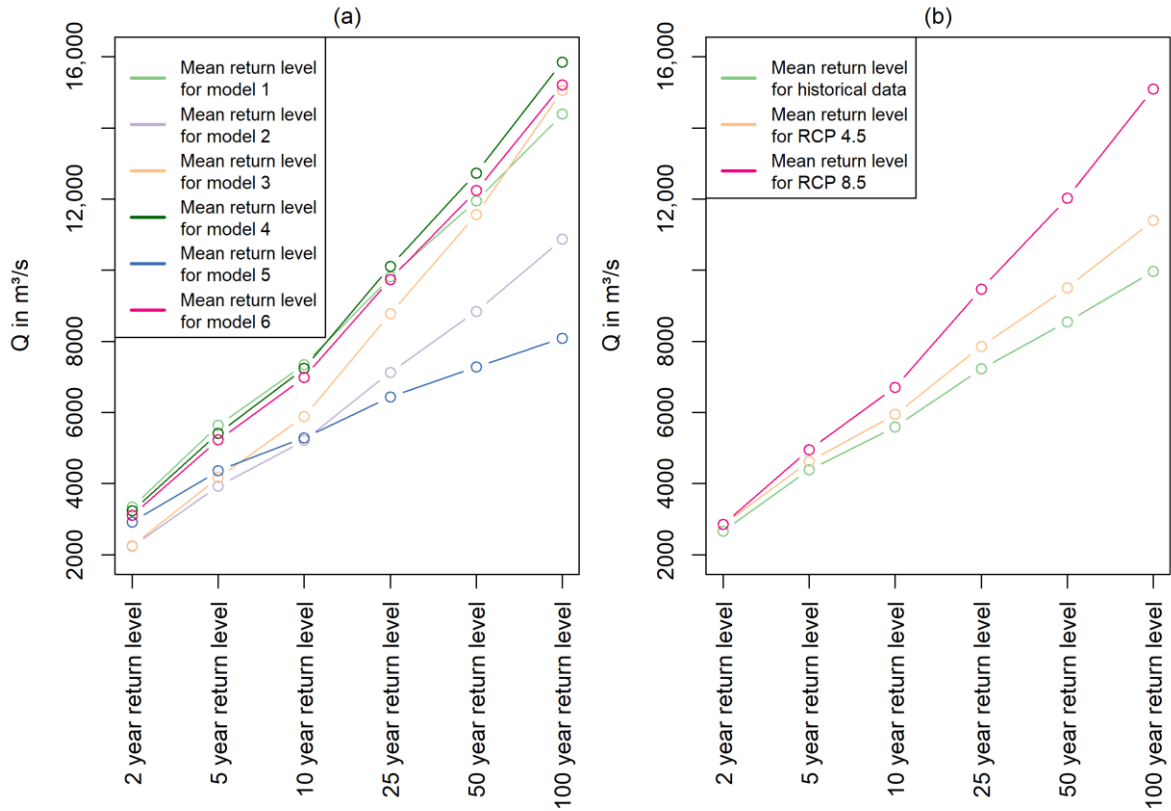 (a)
Q in m³/s
16,000
12,000
8000
6000
4000
2000
Mean return level
for model 1
Mean return level
for model 2
Mean return level
for model 3
Mean return level
for model 4
Mean return level
for model 5
Mean return level
for model 6
2 year return level
5 year return level
10 year return level
25 year return level
50 year return level
100 year return level
(b)
Q in m³/s
16,000
12,000
8000
6000
4000
2000
Mean return level
for historical data
Mean return level
for RCP 4.5
Mean return level
for RCP 8.5
2 year return level
5 year return level
10 year return level
25 year return level
50 year return level
100 year return level